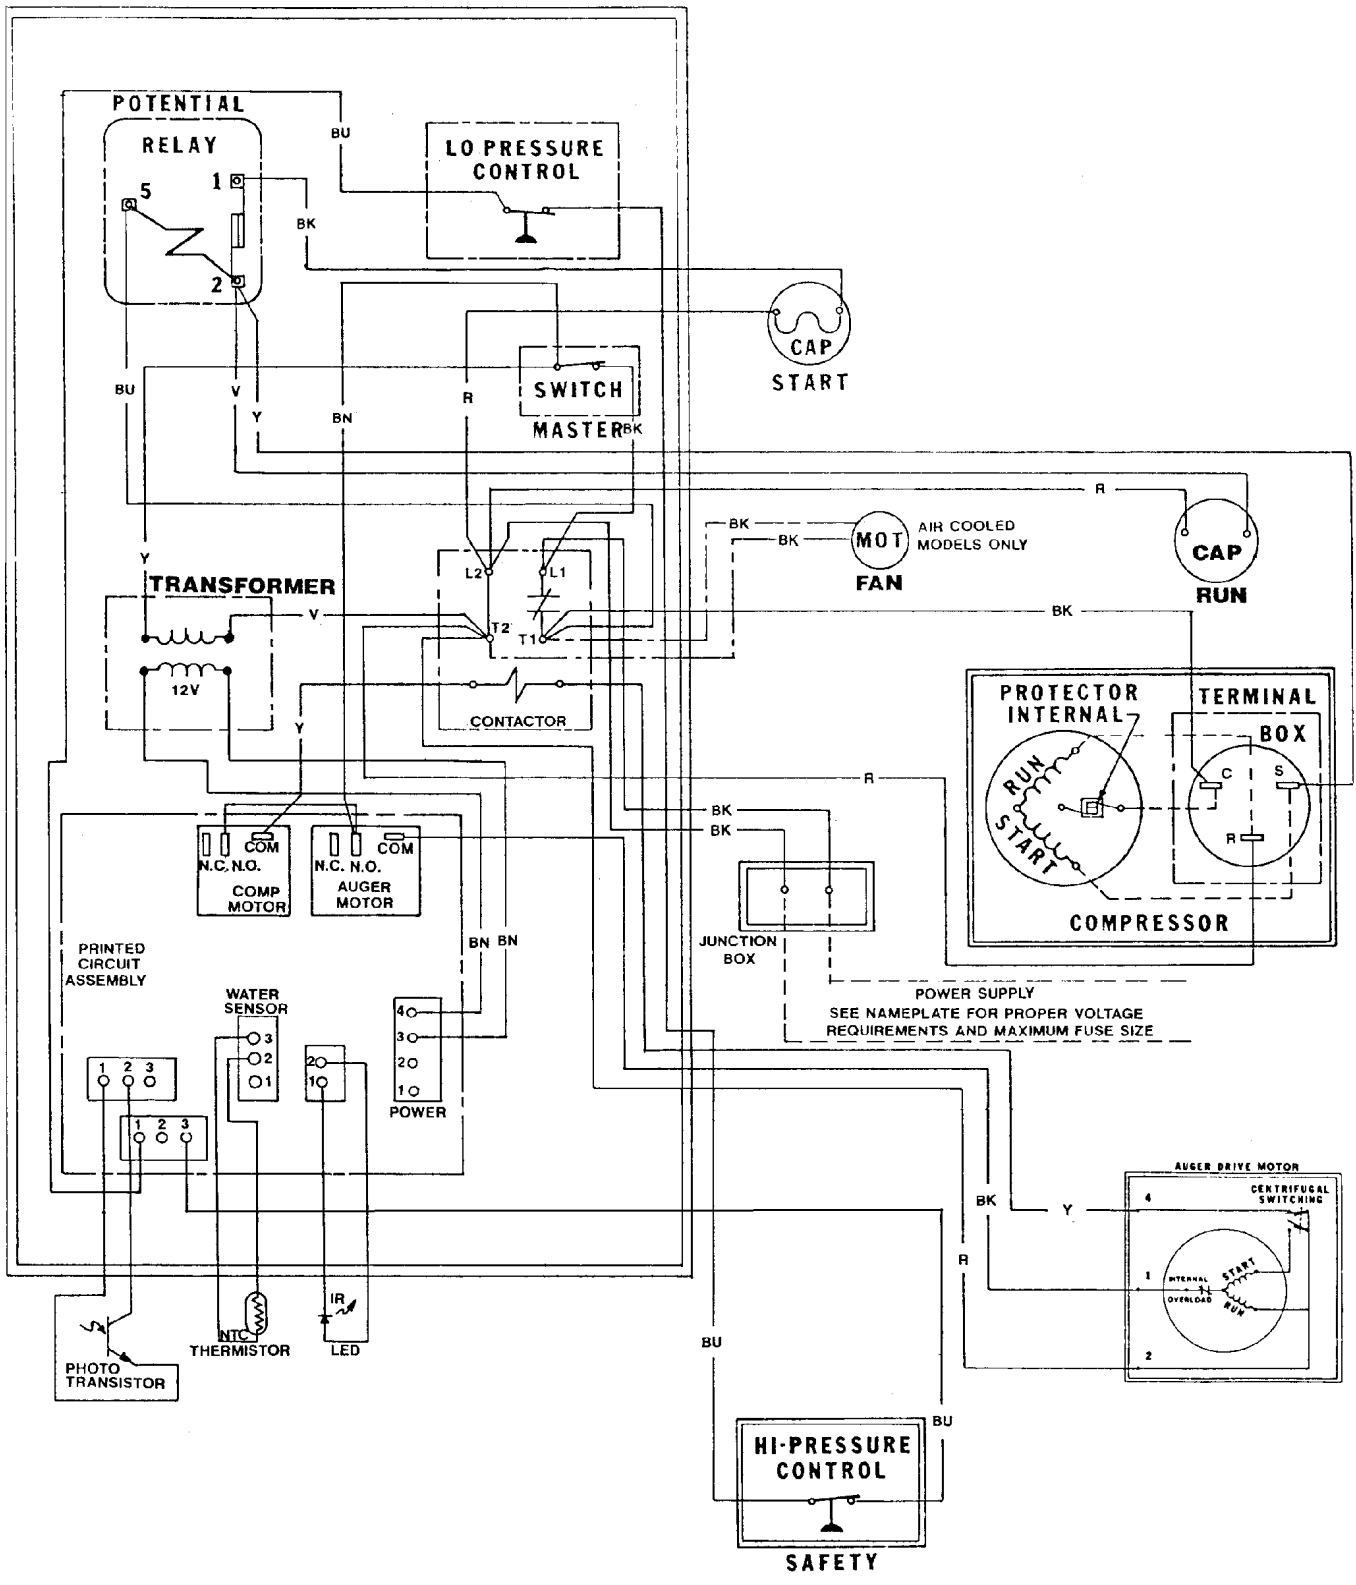 POTENTIAL
RELAY
1
5
2
BU
LO PRESSURE
CONTROL
BK
CAP
START
BU
V
Y
BN
R
SWITCH
MASTER
BK
R
BK
BK
MOT
FAN
AIR COOLED
MODELS ONLY
CAP
RUN
Y
TRANSFORMER
V
12V
L2
L1
T2
T1
CONTACTOR
BK
Y
PROTECTOR
INTERNAL
TERMINAL
BOX
RUN
START
C
S
R
COMPRESSOR
R
BK
BK
JUNCTION
BOX
COM
N.C. N.O.
COMP
MOTOR
COM
N.C. N.O.
AUGER
MOTOR
PRINTED
CIRCUIT
ASSEMBLY
BN
BN
WATER
SENSOR
3
2
1
2
1
4
3
2
1
POWER
1 2 3
1 2 3
POWER SUPPLY
SEE NAMEPLATE FOR PROPER VOLTAGE
REQUIREMENTS AND MAXIMUM FUSE SIZE
AUGER DRIVE MOTOR
4
CENTRIFUGAL
SWITCHING
BK
Y
R
1
INTERNAL
OVERLOAD
START
RUN
2
PHOTO
TRANSISTOR
NTC
THERMISTOR
IR
LED
BU
BU
HI-PRESSURE
CONTROL
SAFETY